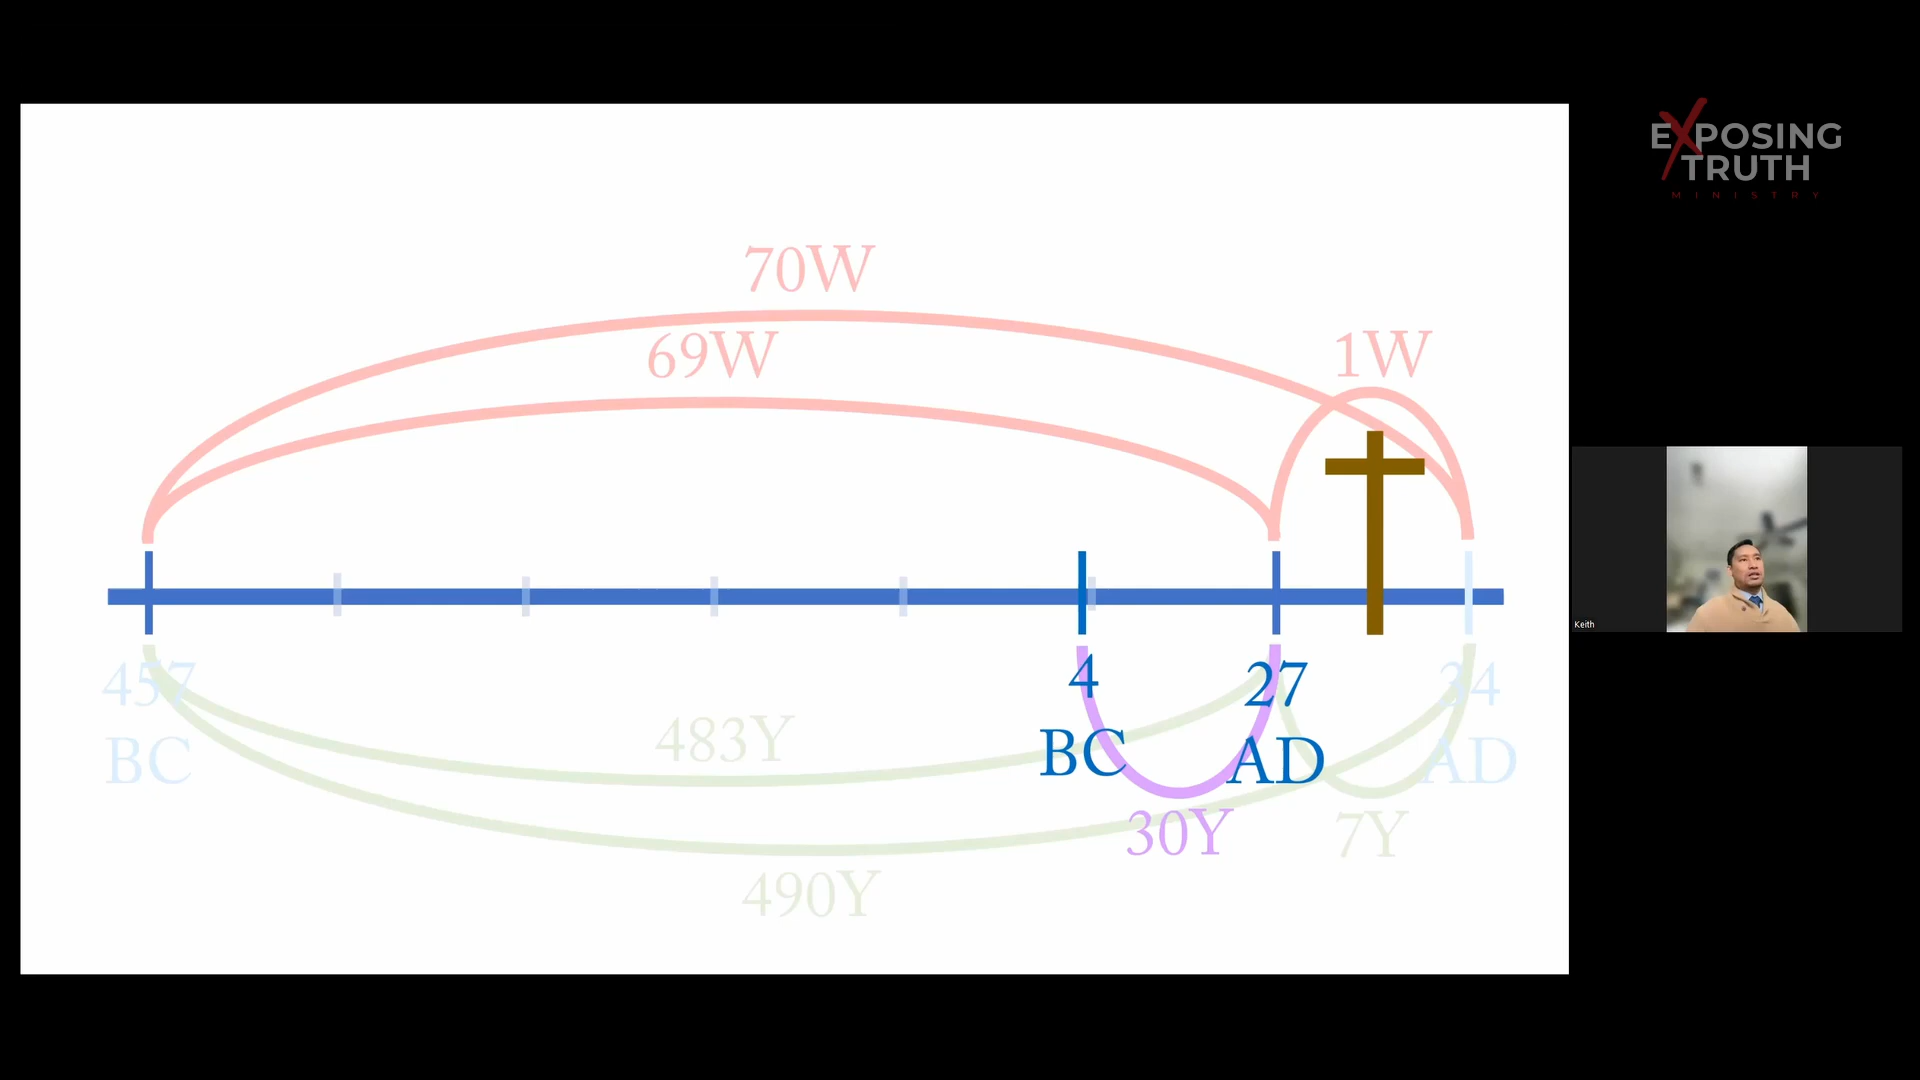 EXPOSING
TRUTH
MINISTRY
70W
69W
1W
457
BC
4
BC
27
AD
34
AD
483Y
30Y
7Y
490Y
Keith